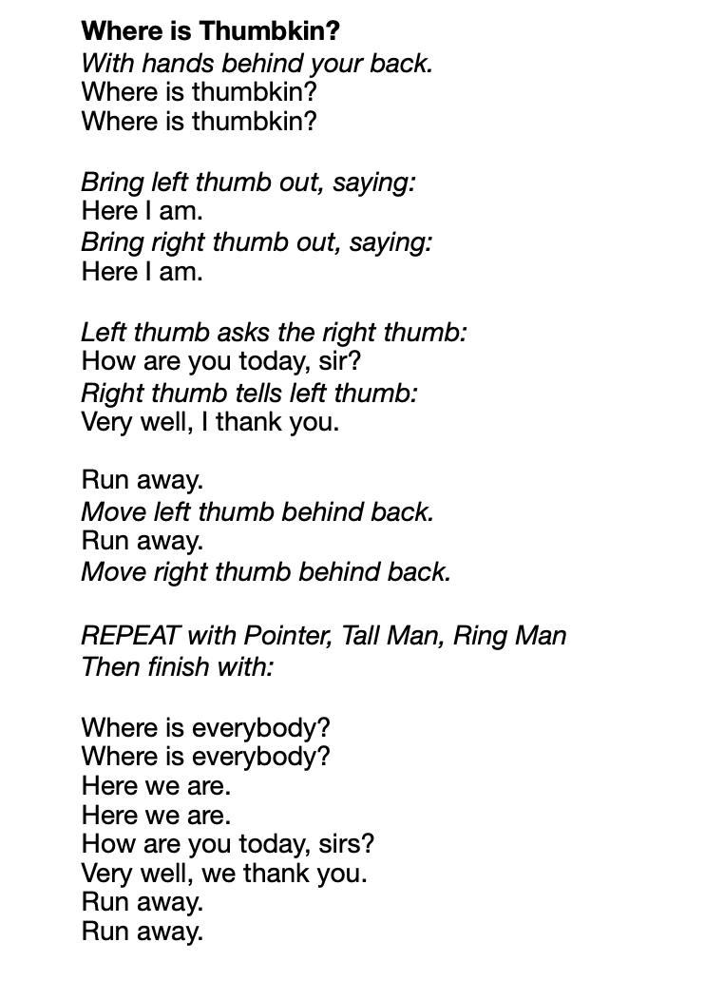 Where is Thumbkin?
With hands behind your back.
Where is thumbkin?
Where is thumbkin?
Bring left thumb out, saying:
Here I am.
Bring right thumb out, saying:
Here I am.
Left thumb asks the right thumb:
How are you today, sir?
Right thumb tells left thumb:
Very well, I thank you.
Run away.
Move left thumb behind back.
Run away.
Move right thumb behind back.
REPEAT with Pointer, Tall Man, Ring Man
Then finish with:
Where is everybody?
Where is everybody?
Here we are.
Here we are.
How are you today, sirs?
Very well, we thank you.
Run away.
Run away.